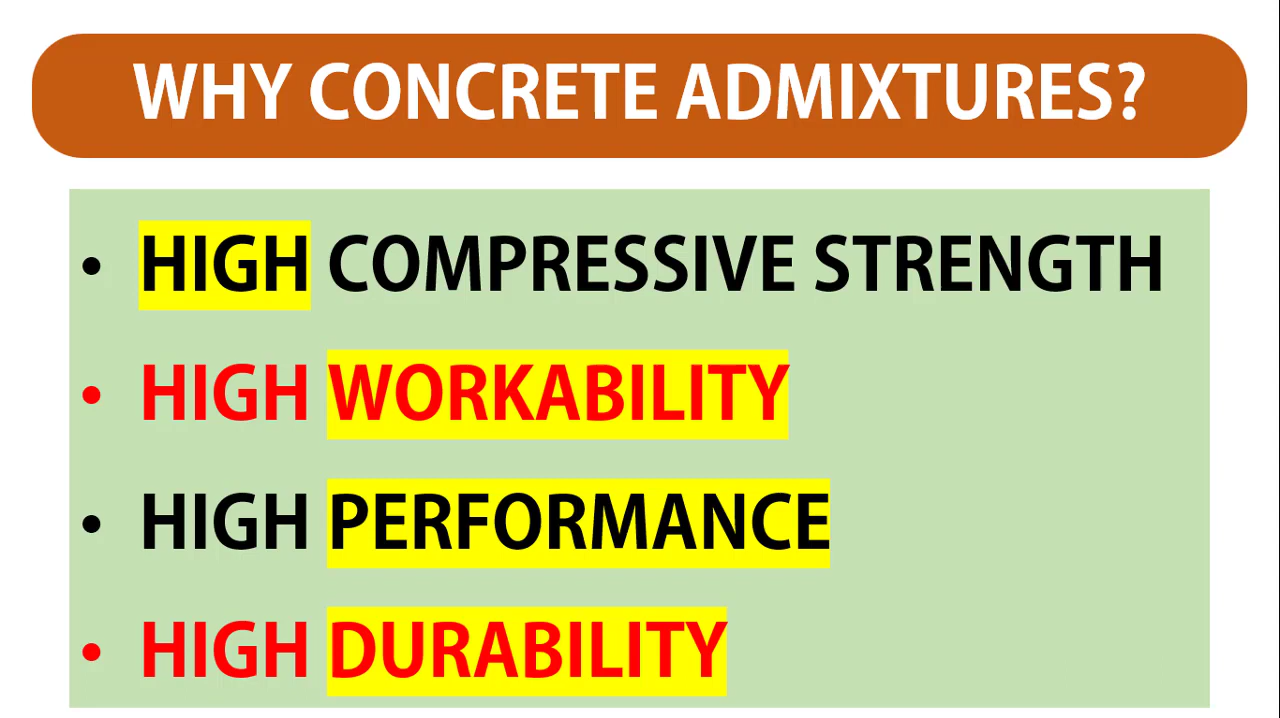 WHY CONCRETE ADMIXTURES?
• HIGH COMPRESSIVE STRENGTH
• HIGH WORKABILITY
• HIGH PERFORMANCE
• HIGH DURABILITY